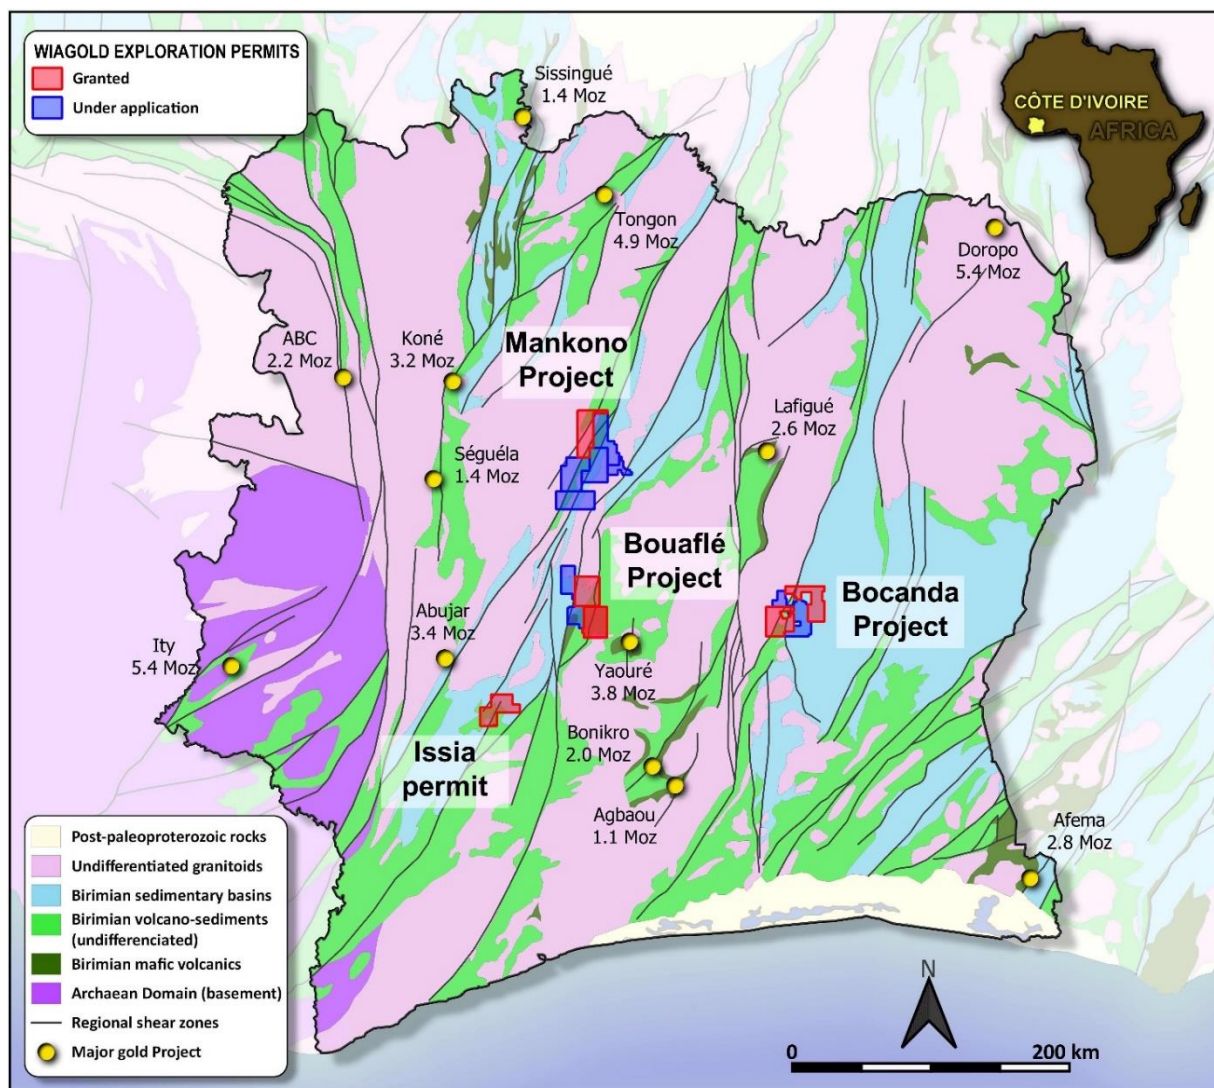 WIAGOLD EXPLORATION PERMITS
Granted
Under application
CÔTE D'IVOIRE
AFRICA
Sissingué
1.4 Moz
Tongon
4.9 Moz
Doropo
5.4 Moz
ABC
2.2 Moz
Koné
3.2 Moz
Mankono
Project
Lafigué
2.6 Moz
Séguéla
1.4 Moz
Bouaflé
Project
Bocanda
Project
Abujar
3.4 Moz
Ity
5.4 Moz
Yaouré
3.8 Moz
Issia
permit
Bonikro
2.0 Moz
Agbaou
1.1 Moz
Afema
2.8 Moz
Post-paleoproterozoic rocks
Undifferentiated granitoids
Birimian sedimentary basins
Birimian volcano-sediments
(undifferenciated)
Birimian mafic volcanics
Archaean Domain (basement)
Regional shear zones
Major gold Project
N
0 200 km